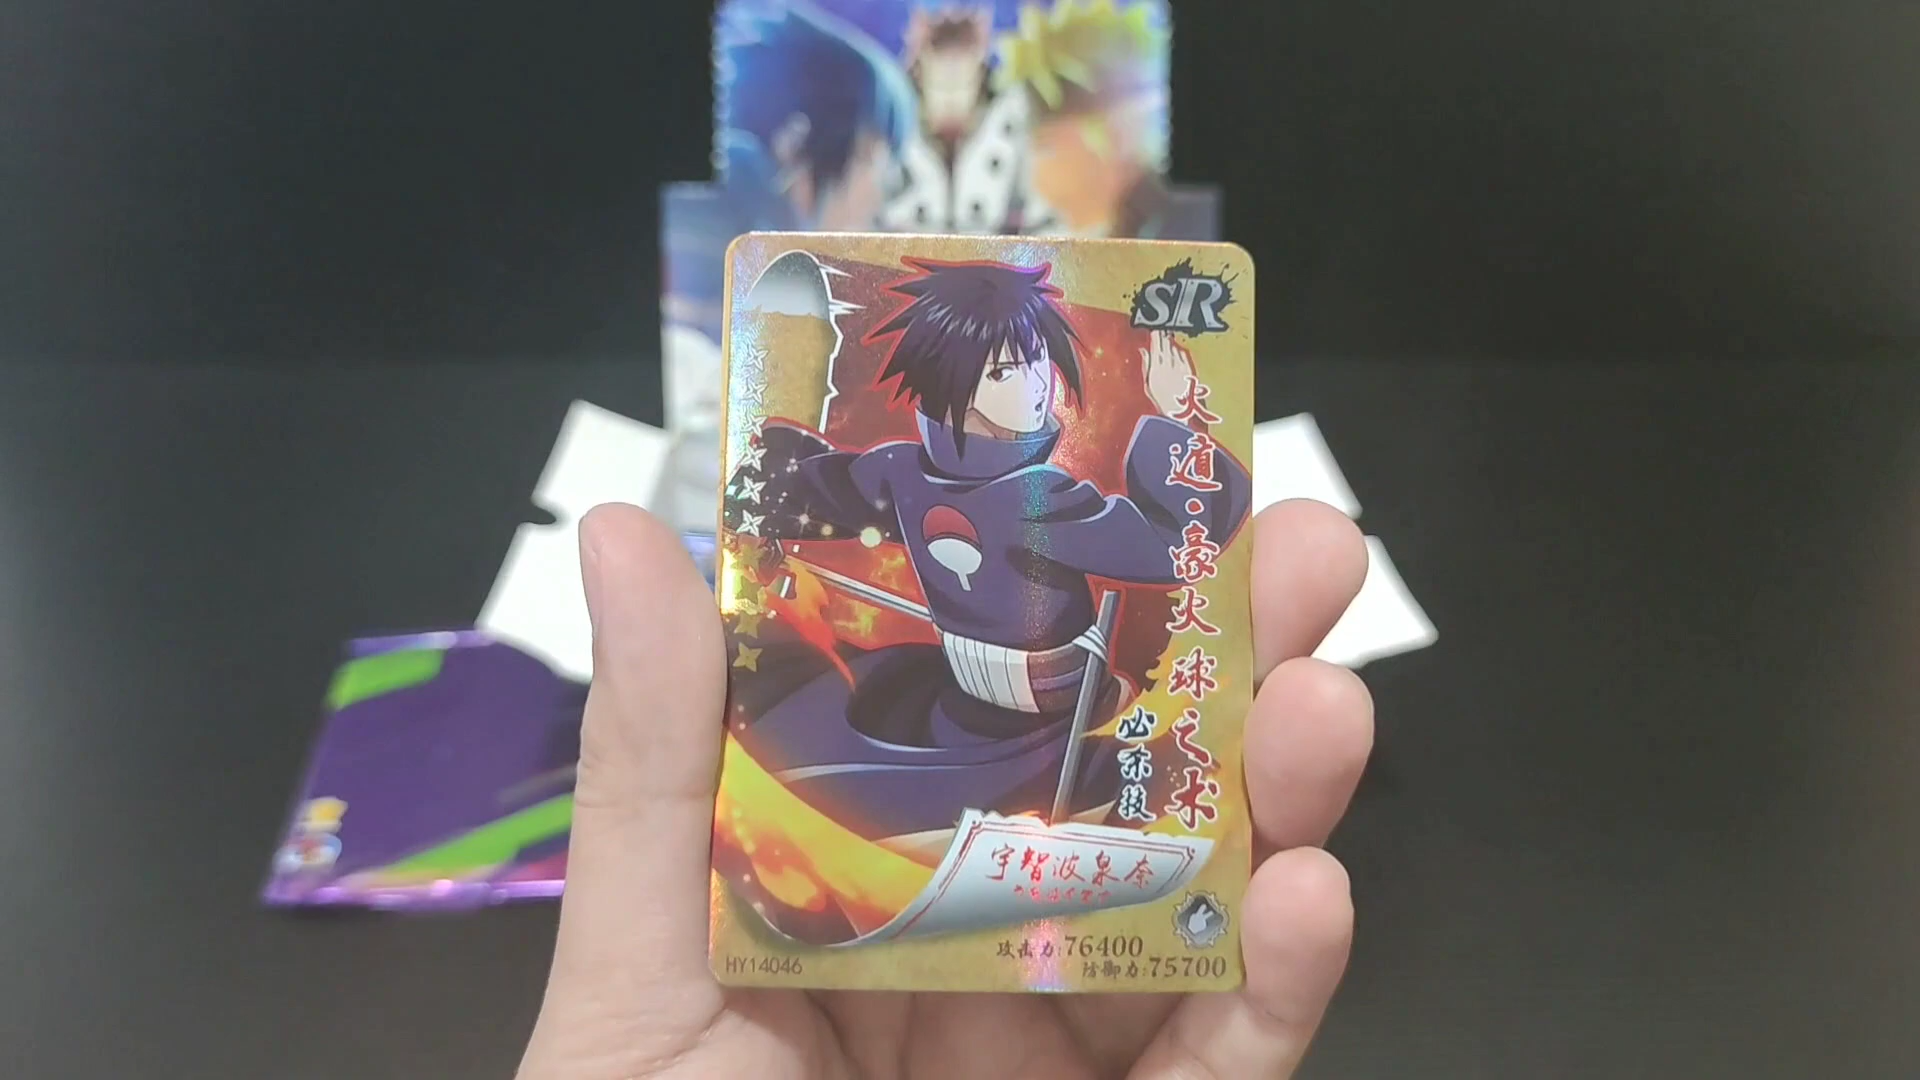 SR
火遁·豪火球之术
必杀技
宇智波泉奈
攻击力:76400
防御力:75700
HY14046